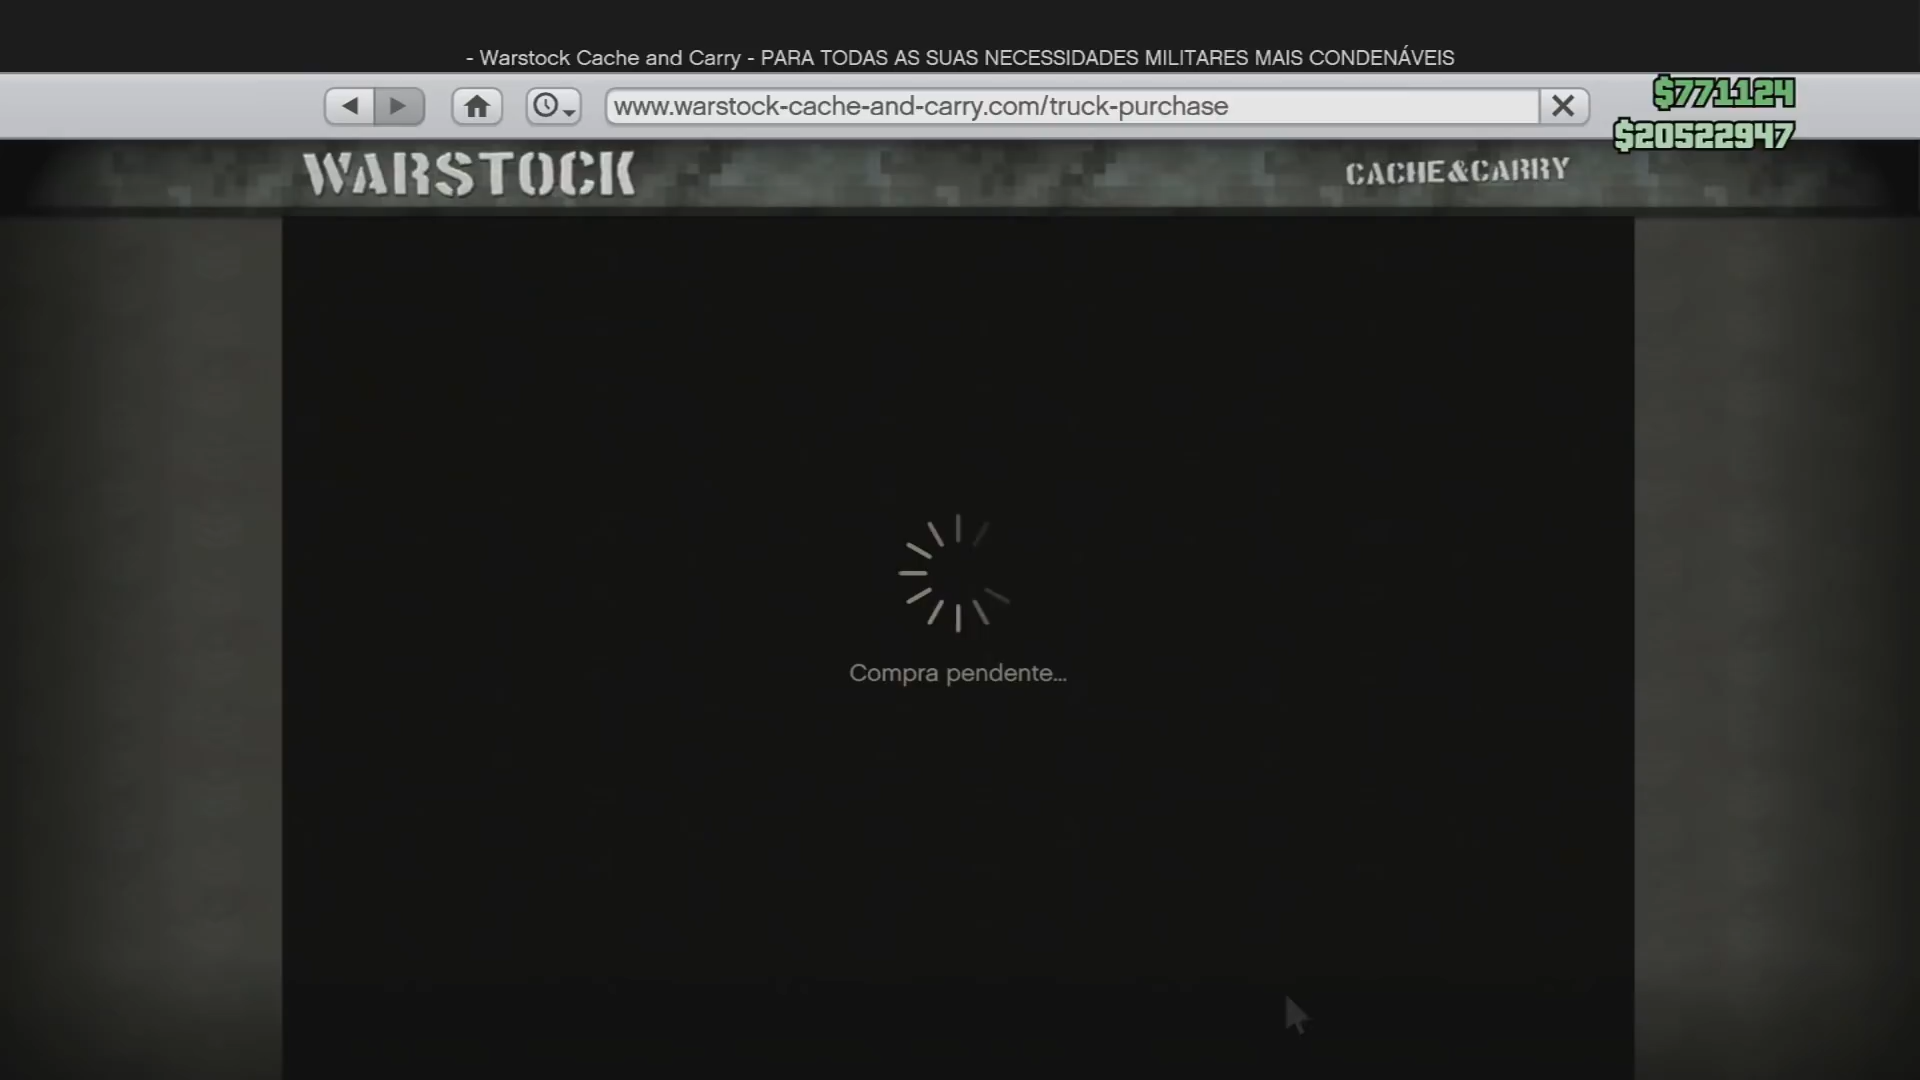 - Warstock Cache and Carry - PARA TODAS AS SUAS NECESSIDADES MILITARES MAIS CONDENÁVEIS
www.warstock-cache-and-carry.com/truck-purchase
$771124
$20522947
WARSTOCK
CACHE&CARRY
Compra pendente...